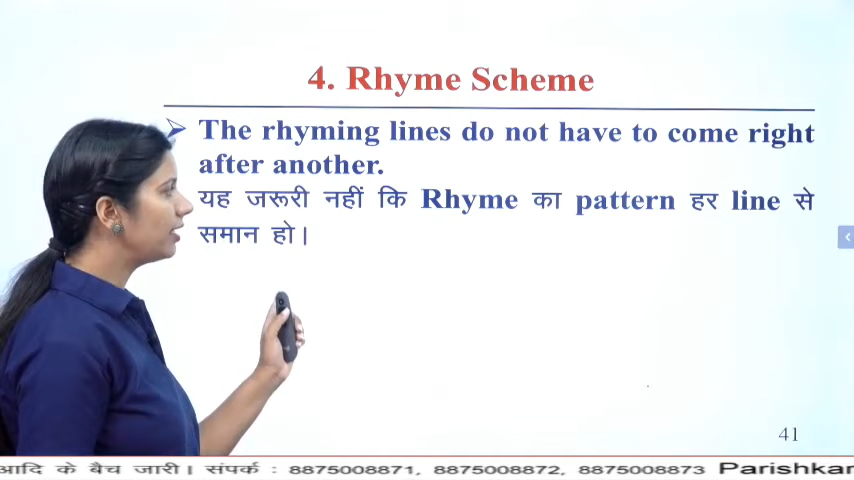 4. Rhyme Scheme
The rhyming lines do not have to come right
after another.
यह जरूरी नहीं कि Rhyme का pattern हर line से
समान हो।
41
आदि के बैच जारी। संपर्क : 8875008871, 8875008872, 8875008873 Parishkar